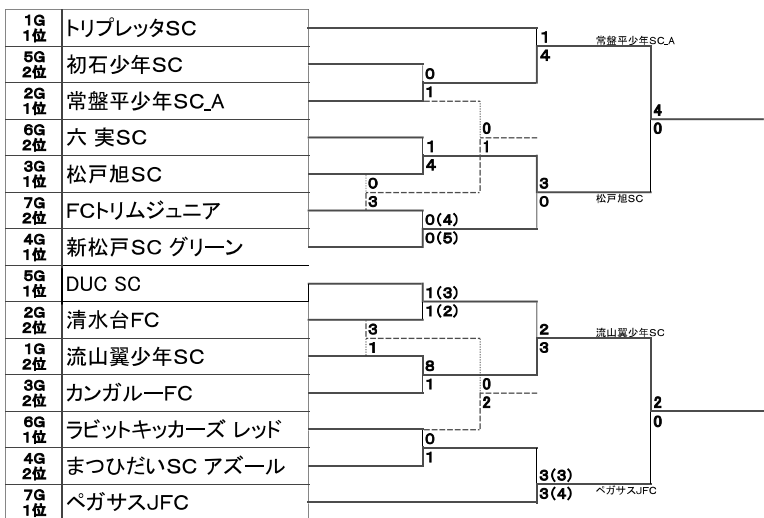 1G
1位
トリプレッタSC
5G
2位
初石少年SC
2G
1位
常盤平少年SC_A
6G
2位
六 実SC
3G
1位
松戸旭SC
7G
2位
FCトリムジュニア
4G
1位
新松戸SC グリーン
5G
1位
DUC SC
2G
2位
清水台FC
1G
2位
流山翼少年SC
3G
2位
カンガルーFC
6G
1位
ラビットキッカーズ レッド
4G
2位
まつひだいSC アズール
7G
1位
ペガサスJFC
1
4
常盤平少年SC_A
0
1
4
0
0
1
1
4
0
3
3
0
松戸旭SC
0(4)
0(5)
1(3)
1(2)
3
1
2
3
流山翼少年SC
8
1
0
2
2
0
0
1
3(3)
3(4)
ペガサスJFC